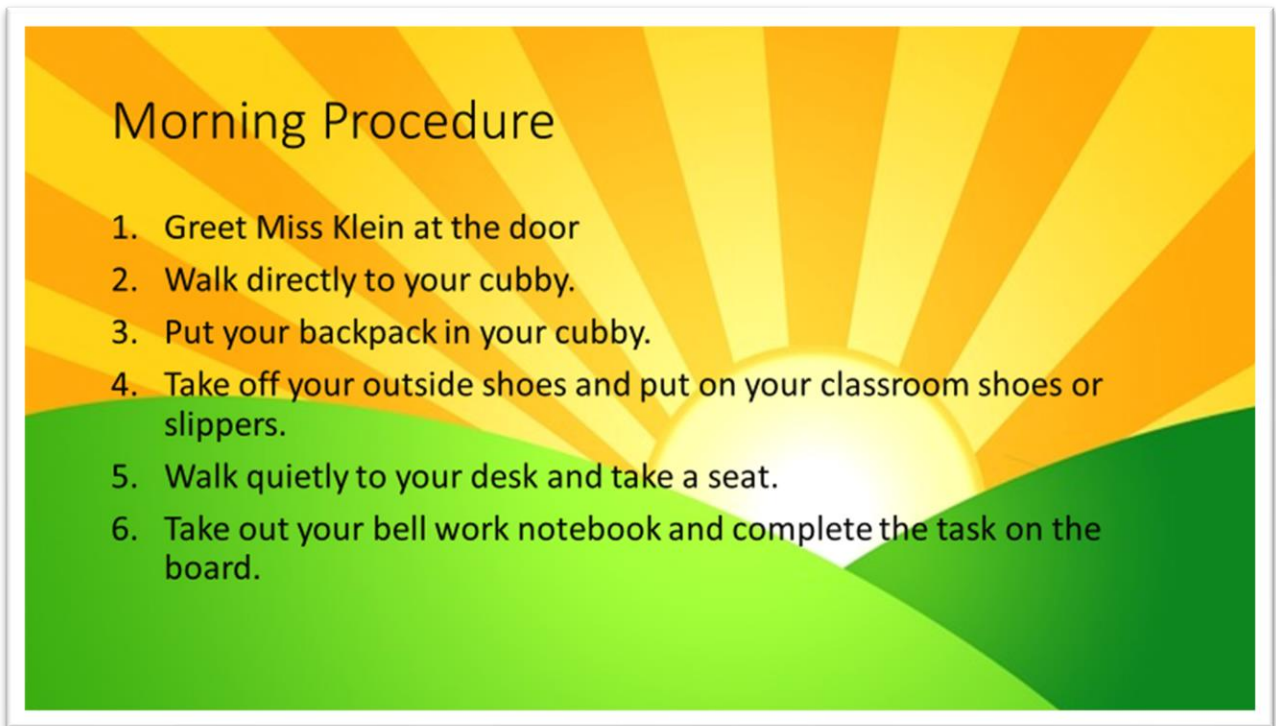 Morning Procedure
1. Greet Miss Klein at the door
2. Walk directly to your cubby.
3. Put your backpack in your cubby.
4. Take off your outside shoes and put on your classroom shoes or
slippers.
5. Walk quietly to your desk and take a seat.
6. Take out your bell work notebook and complete the task on the
board.